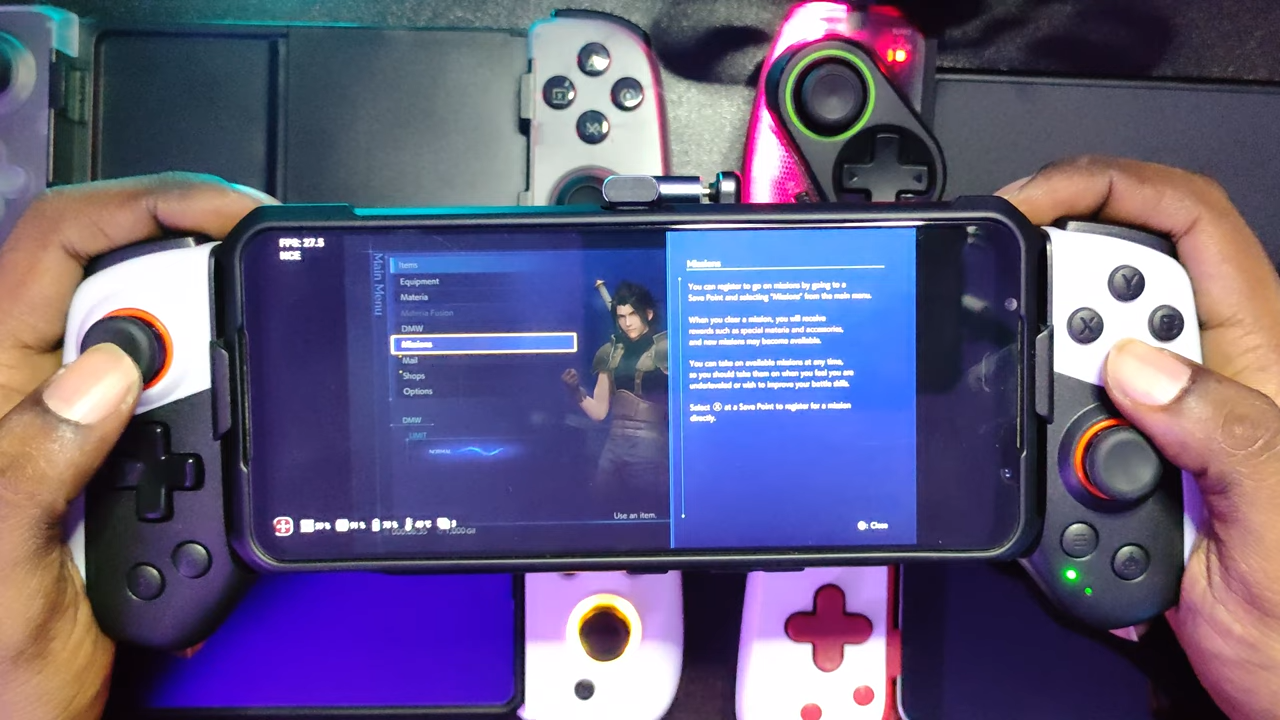 FPS: 27.5
NCE
Main Menu
Items
Equipment
Materia
Materia Fusion
DMW
Missions
Mail
Shops
Options
DMW
LIMIT
NORMAL
Use an item.
Missions
You can register to go on missions by going to a
Save Point and selecting "Missions" from the main menu.
When you clear a mission, you will receive
rewards such as special materia and accessories,
and new missions may become available.
You can take on available missions at any time,
so you should take them on when you feel you are
underleveled or wish to improve your battle skills.
Select Ⓧ at a Save Point to register for a mission
directly.
: Close
Y
X
B